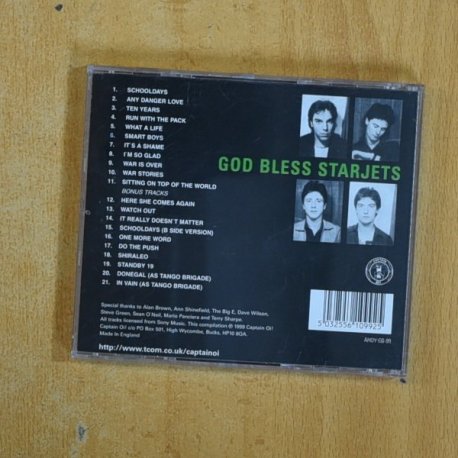 1. SCHOOLDAYS
2. ANY DANGER LOVE
3. TEN YEARS
4. RUN WITH THE PACK
5. WHAT A LIFE
6. SMART BOYS
7. IT'S A SHAME
8. I'M SO GLAD
9. WAR IS OVER
10. WAR STORIES
11. SITTING ON TOP OF THE WORLD
BONUS TRACKS
12. HERE SHE COMES AGAIN
13. WATCH OUT
14. IT REALLY DOESN'T MATTER
15. SCHOOLDAYS (B SIDE VERSION)
16. ONE MORE WORD
17. DO THE PUSH
18. SHIRALEO
19. STANDBY 19
20. DONEGAL (AS TANGO BRIGADE)
21. IN VAIN (AS TANGO BRIGADE)
GOD BLESS STARJETS
Special thanks to Alan Brown, Ann Shinefield, The Big E, Dave Wilson,
Steve Green, Sean O'Neil, Mario Panciera and Terry Sharpe.
All tracks licensed from Sony Music. This compilation ℗ 1999 Captain Oi!
Captain Oi! c/o PO Box 501, High Wycombe, Bucks, HP10 8QA.
Made in England
http://www.tcom.co.uk/captainoi
5 032556 109925
AHOY CD 99